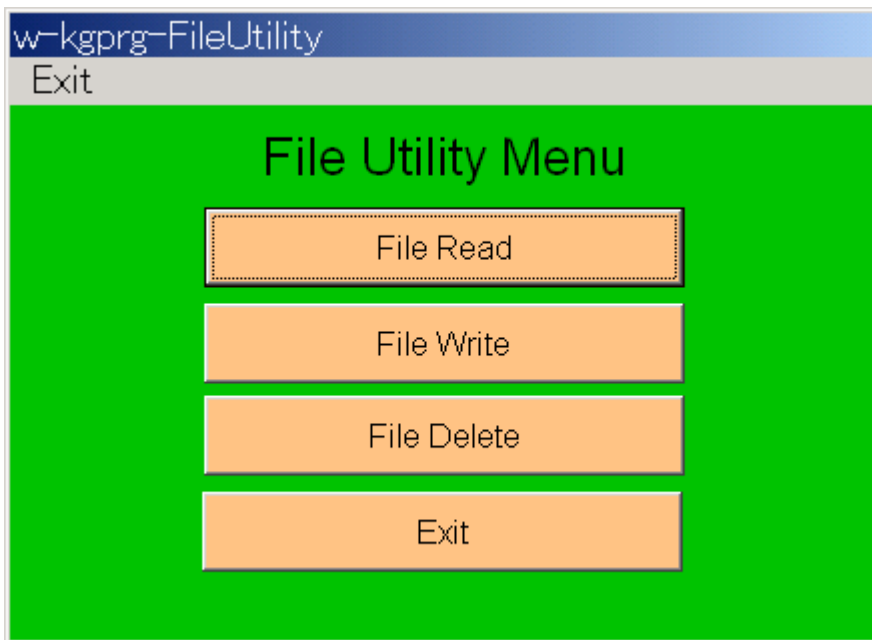 w-kgprg-FileUtility
Exit
File Utility Menu
File Read
File Write
File Delete
Exit